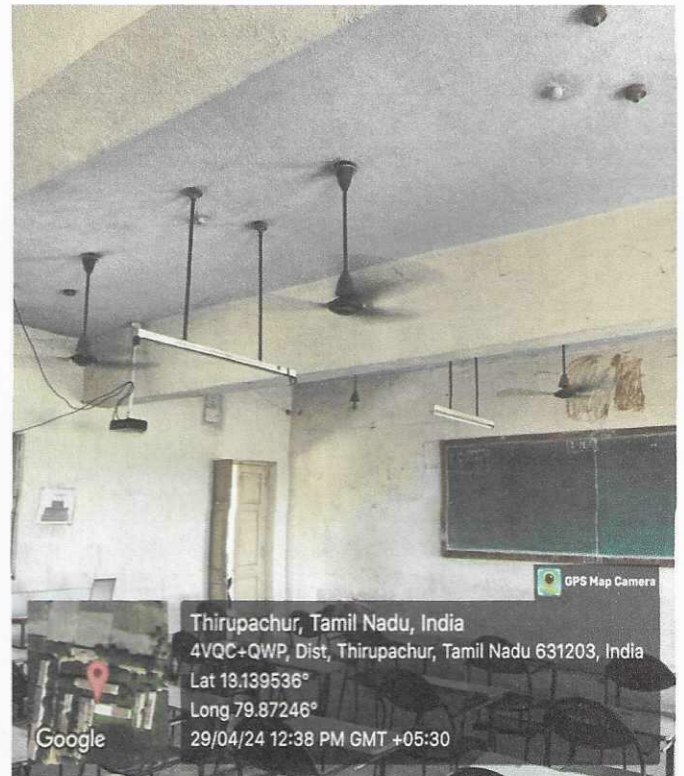 GPS Map Camera
Thirupachur, Tamil Nadu, India
4VQC+QWP, Dist, Thirupachur, Tamil Nadu 631203, India
Lat 13.139536°
Long 79.87246°
29/04/24 12:38 PM GMT +05:30
Google